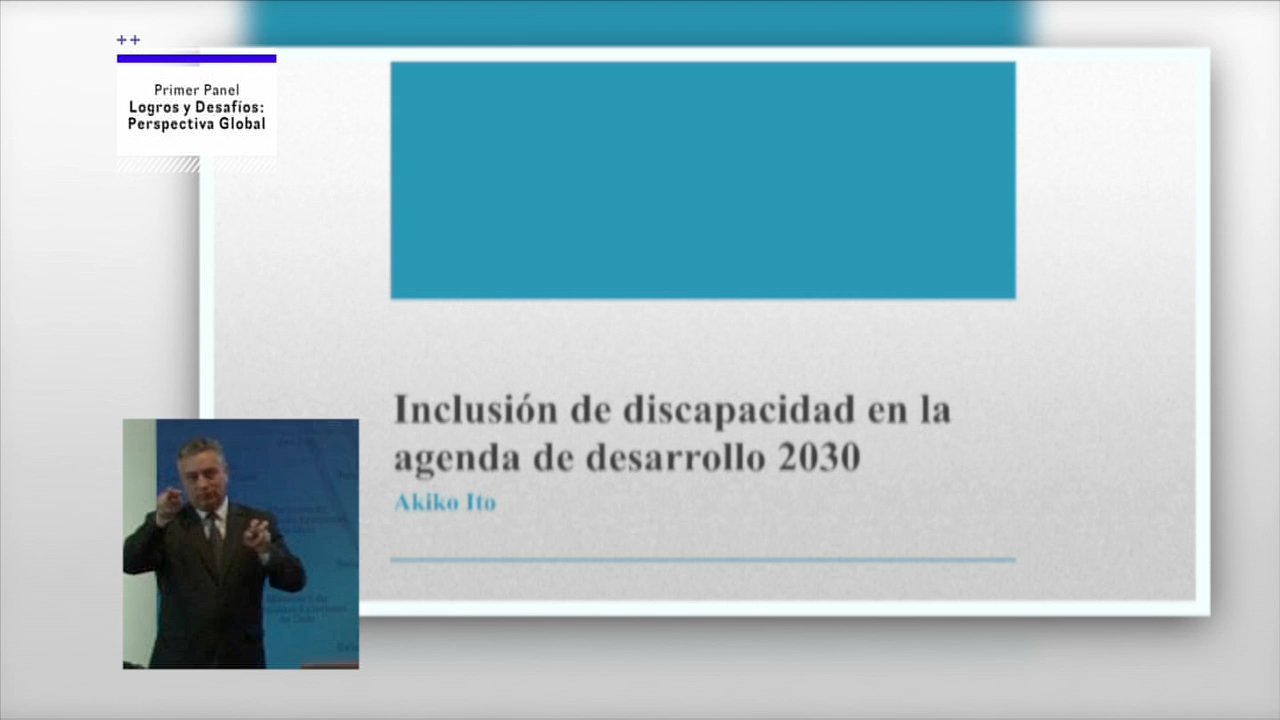 ++
Primer Panel
Logros y Desafíos:
Perspectiva Global
Inclusión de discapacidad en la
agenda de desarrollo 2030
Akiko Ito